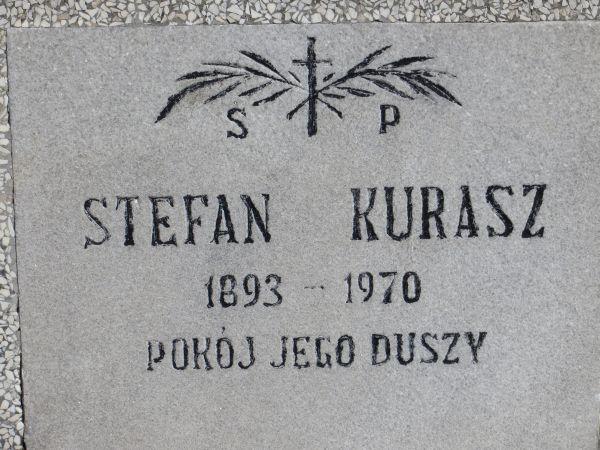 S P
STEFAN KURASZ
1893 - 1970
POKÓJ JEGO DUSZY